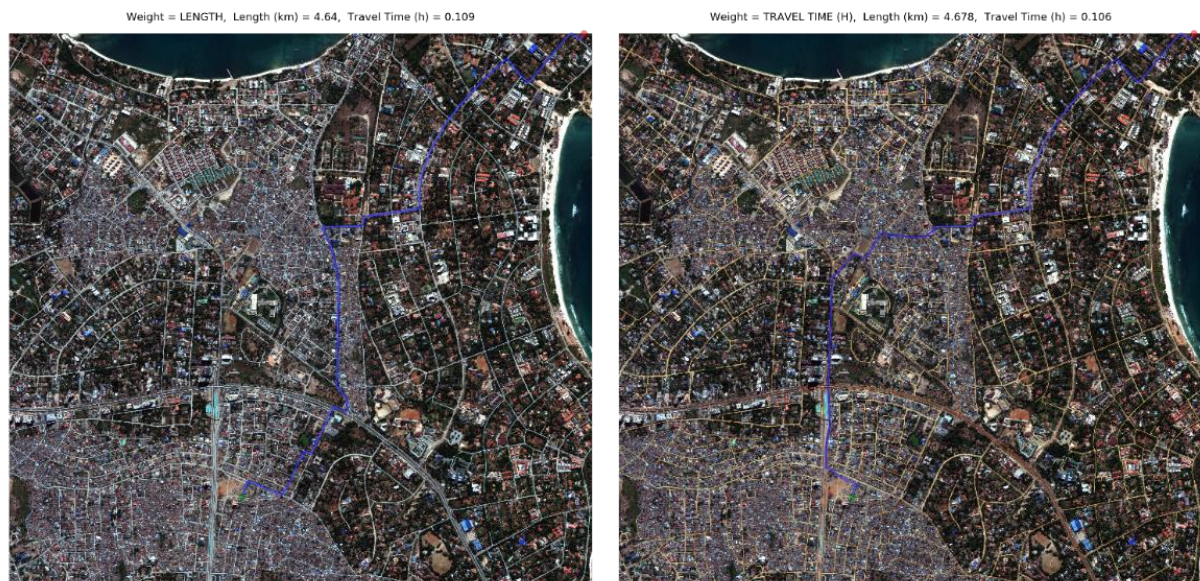 Weight = LENGTH, Length (km) = 4.64, Travel Time (h) = 0.109
Weight = TRAVEL TIME (H), Length (km) = 4.678, Travel Time (h) = 0.106